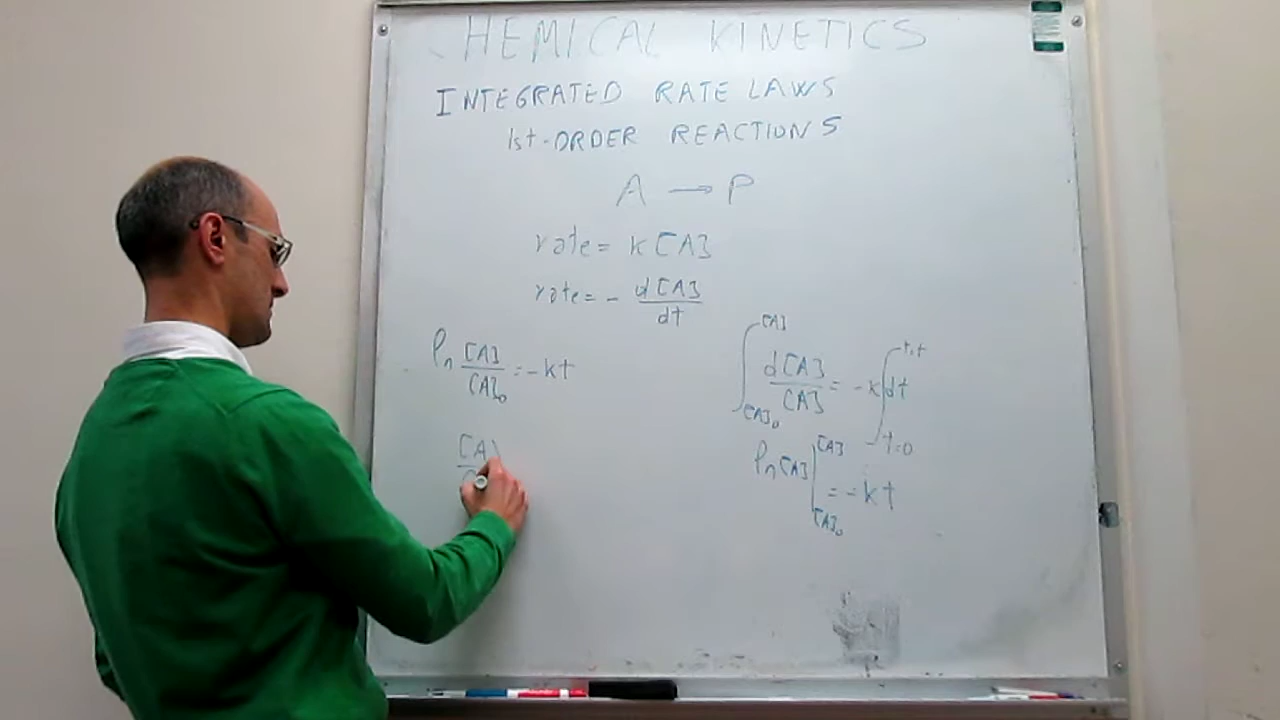 HEMICAL KINETICS
INTEGRATED RATE LAWS
1st-ORDER REACTIONS
A → P
rate = k[A]
rate = - d[A]/dt
ln [A]/[A]₀ = -kt
[A]
∫ [A] [A]₀ d[A]/[A] = -k ∫ t=t t=0 dt
ln[A] | [A] [A]₀ = -kt